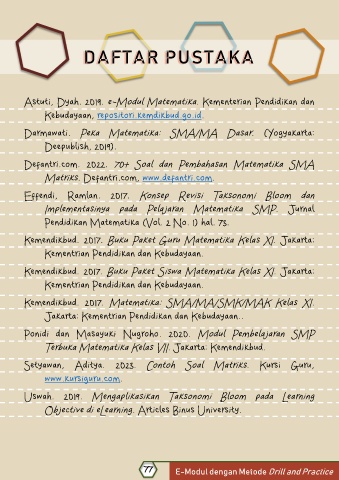 DAFTAR PUSTAKA
Astuti, Dyah. 2019. e-Modul Matematika. Kementerian Pendidikan dan
Kebudayaan, repositori.kemdikbud.go.id.
Darmawati. Peka Matematika: SMA/MA Dasar. (Yogyakarta:
Deepublish, 2019).
Defantri.com. 2022. 70+ Soal dan Pembahasan Matematika SMA
Matriks. Defantri.com, www.defantri.com.
Effendi, Ramlan. 2017. Konsep Revisi Taksonomi Bloom dan
Implementasinya pada Pelajaran Matematika SMP. Jurnal
Pendidikan Matematika (Vol. 2 No. 1) hal. 73.
Kemendikbud. 2017. Buku Paket Guru Matematika Kelas XI. Jakarta:
Kementrian Pendidikan dan Kebudayaan.
Kemendikbud. 2017. Buku Paket Siswa Matematika Kelas XI. Jakarta:
Kementrian Pendidikan dan Kebudayaan.
Kemendikbud. 2017. Matematika: SMA/MA/SMK/MAK Kelas XI.
Jakarta: Kementrian Pendidikan dan Kebudayaan..
Ponidi dan Masayuki Nugroho. 2020. Modul Pembelajaran SMP
Terbuka Matematika Kelas VII. Jakarta: Kemendikbud.
Setyawan, Aditya. 2023. Contoh Soal Matriks. Kursi Guru,
www.kursiguru.com.
Uswah. 2019. Mengaplikasikan Taksonomi Bloom pada Learning
Objective di eLearning. Articles Binus University.
77
E-Modul dengan Metode Drill and Practice